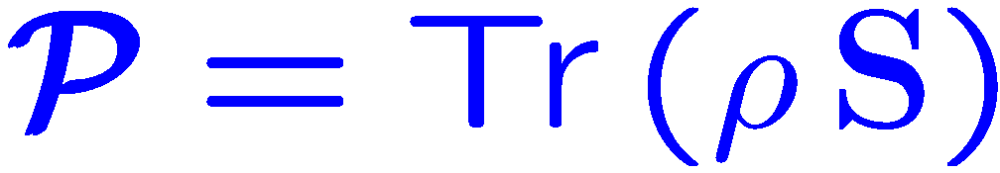 𝓟 = Tr (ρ 𝐒)